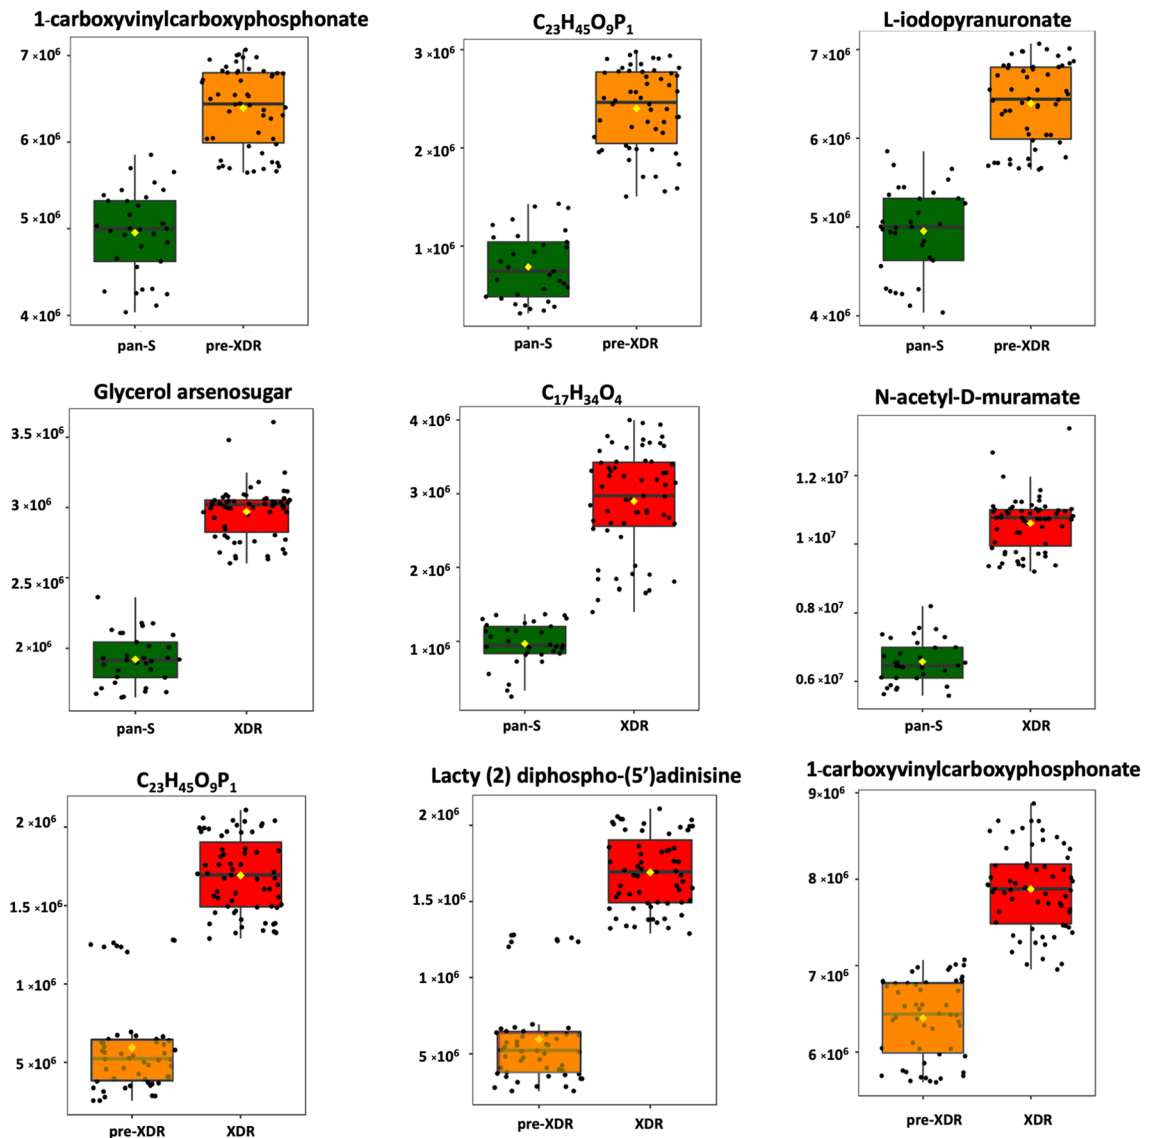 1-carboxyvinylcarboxyphosphonate
7 ×10⁶
6 ×10⁶
5 ×10⁶
4 ×10⁶
pan-S pre-XDR
C₂₃H₄₅O₉P₁
3 ×10⁶
2 ×10⁶
1 ×10⁶
pan-S pre-XDR
L-iodopyranuronate
7 ×10⁶
6 ×10⁶
5 ×10⁶
4 ×10⁶
pan-S pre-XDR
Glycerol arsenosugar
3.5 ×10⁶
3 ×10⁶
2.5 ×10⁶
2 ×10⁶
pan-S XDR
C₁₇H₃₄O₄
4 ×10⁶
3 ×10⁶
2 ×10⁶
1 ×10⁶
pan-S XDR
N-acetyl-D-muramate
1.2 ×10⁷
1 ×10⁷
0.8 ×10⁷
0.6 ×10⁷
pan-S XDR
C₂₃H₄₅O₉P₁
2 ×10⁶
1.5 ×10⁶
1 ×10⁶
5 ×10⁶
pre-XDR XDR
Lacty (2) diphospho-(5’)adinisine
2 ×10⁶
1.5 ×10⁶
1 ×10⁶
5 ×10⁶
pre-XDR XDR
1-carboxyvinylcarboxyphosphonate
9 ×10⁶
8 ×10⁶
7 ×10⁶
6 ×10⁶
pre-XDR XDR